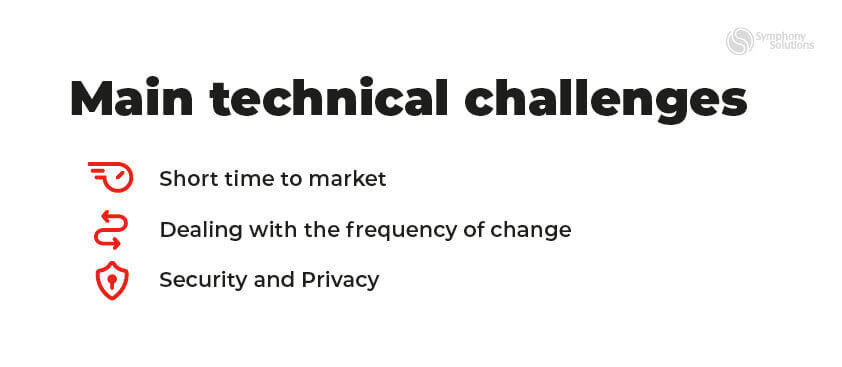 Symphony
Solutions
Main technical challenges
Short time to market
Dealing with the frequency of change
Security and Privacy